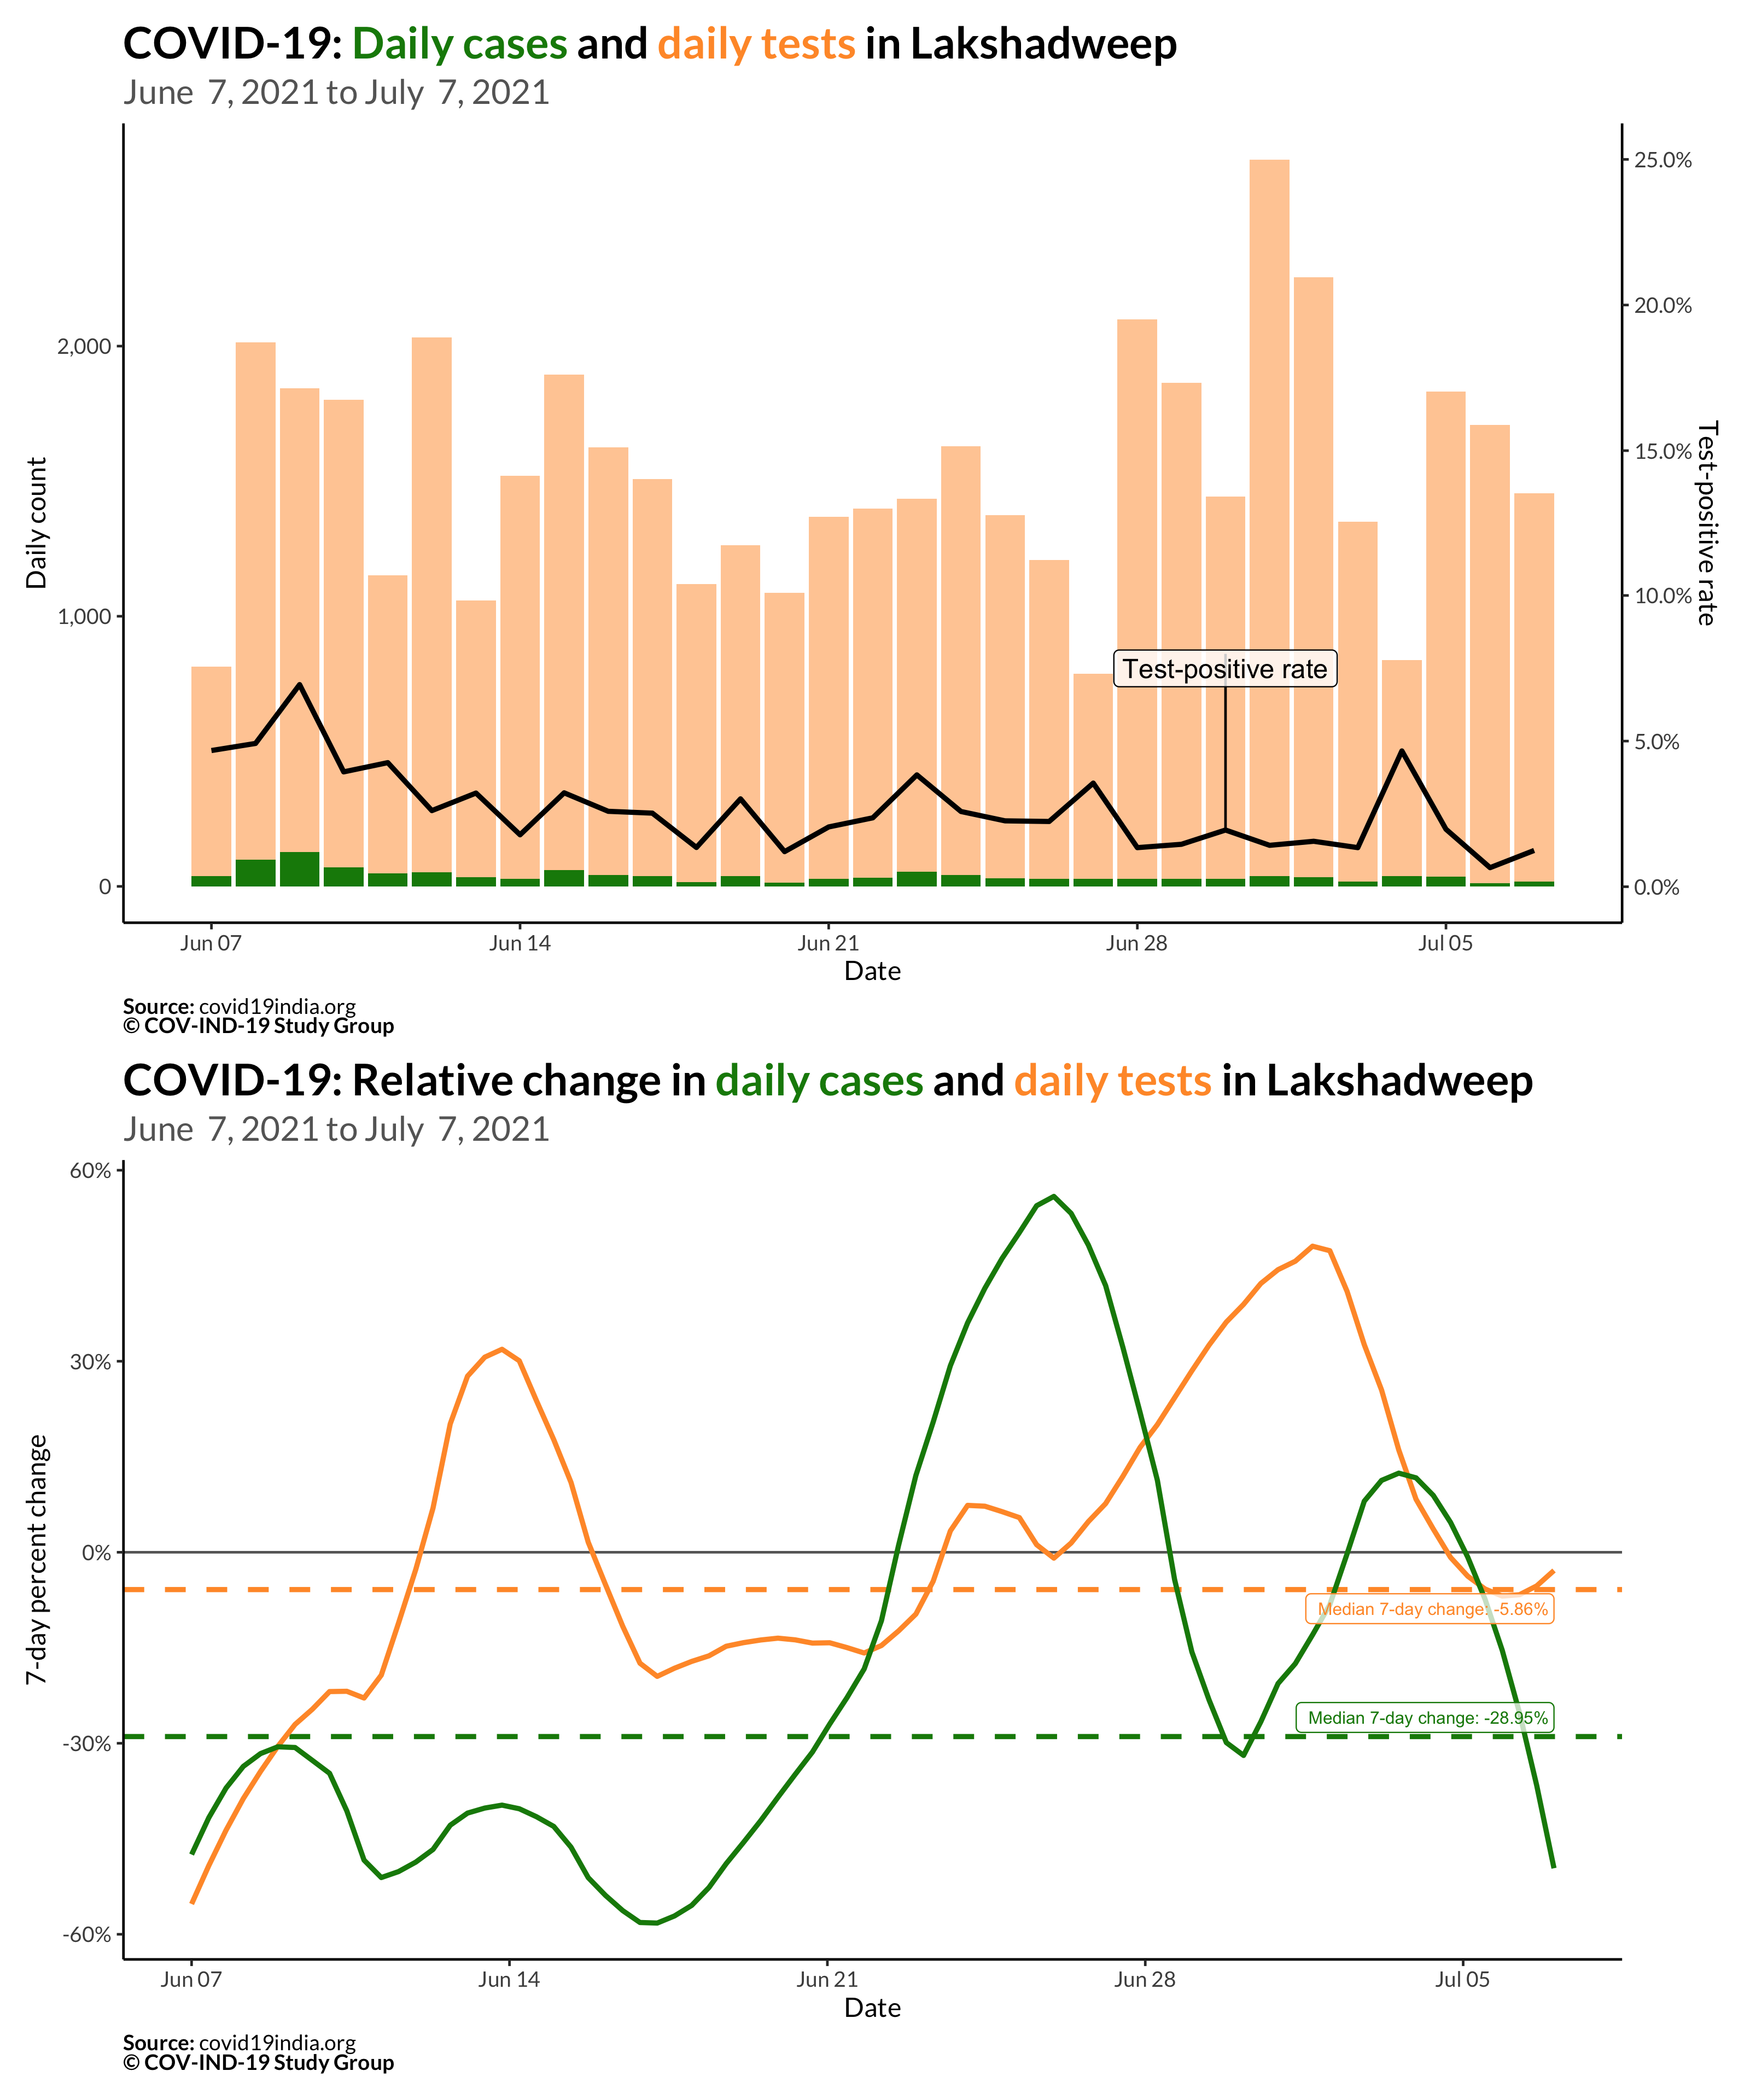 COVID-19: Daily cases and daily tests in Lakshadweep
June 7, 2021 to July 7, 2021
25.0%
20.0%
2,000
15.0%
Daily count
Test-positive rate
10.0%
1,000
Test-positive rate
5.0%
0
0.0%
Jun 07
Jun 14
Jun 21
Jun 28
Jul 05
Date
Source: covid19india.org
© COV-IND-19 Study Group
COVID-19: Relative change in daily cases and daily tests in Lakshadweep
June 7, 2021 to July 7, 2021
60%
30%
7-day percent change
0%
Median 7-day change: -5.86%
Median 7-day change: -28.95%
-30%
-60%
Jun 07
Jun 14
Jun 21
Jun 28
Jul 05
Date
Source: covid19india.org
© COV-IND-19 Study Group